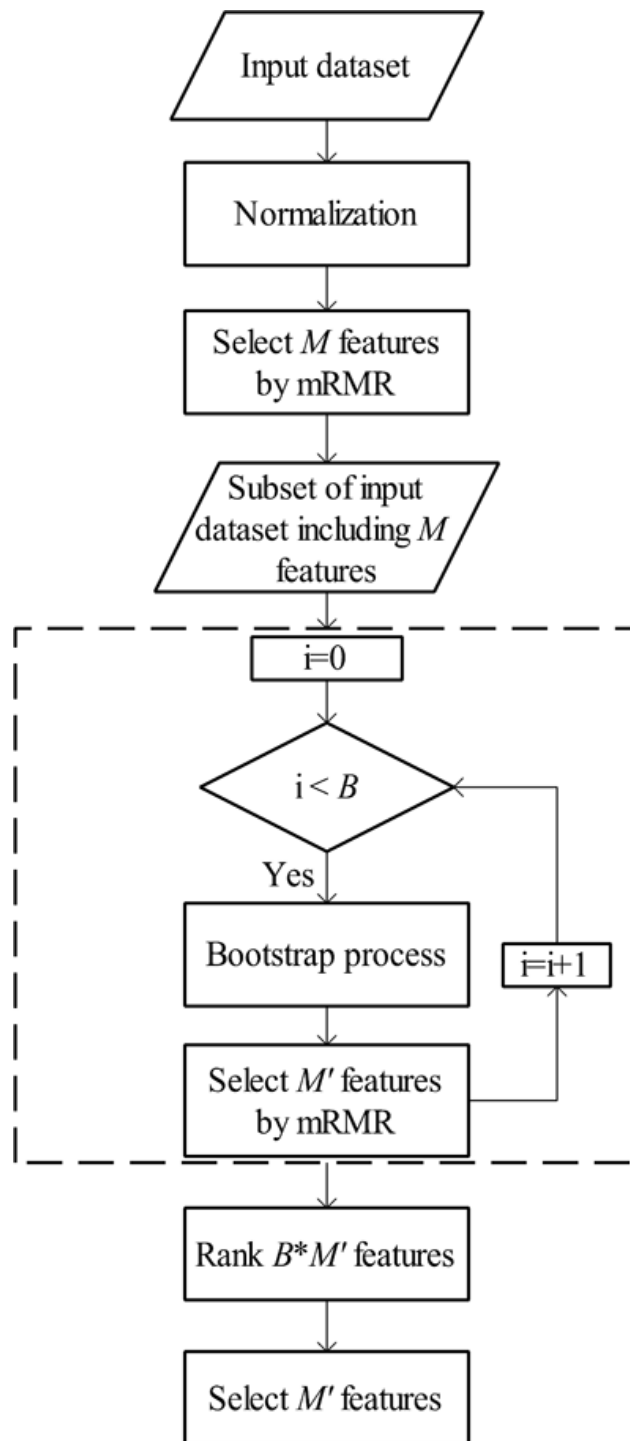 Input dataset
Normalization
Select M features
by mRMR
Subset of input
dataset including M
features
i=0
i < B
Yes
Bootstrap process
i=i+1
Select M' features
by mRMR
Rank B*M' features
Select M' features